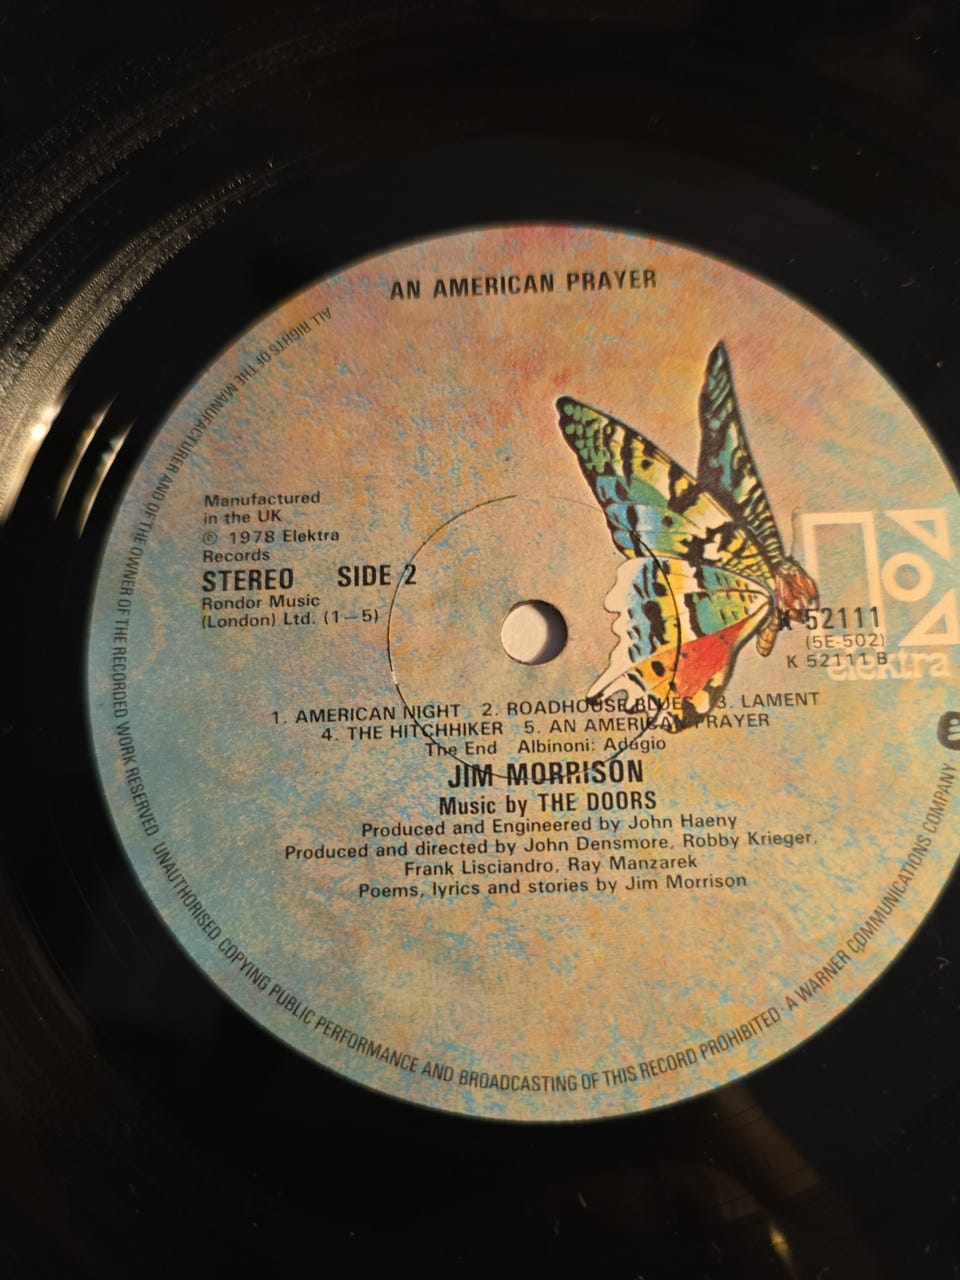 AN AMERICAN PRAYER
ALL RIGHTS OF THE MANUFACTURER AND OF THE OWNER OF THE RECORDED WORK RESERVED UNAUTHORISED COPYING PUBLIC PERFORMANCE AND BROADCASTING OF THIS RECORD PROHIBITED · A WARNER COMMUNICATIONS COMPANY
Manufactured
in the UK
℗ 1978 Elektra
Records
STEREO SIDE 2
Rondor Music
(London) Ltd. (1–5)
K 52111
(5E-502)
K 52111 B
elektra
1. AMERICAN NIGHT 2. ROADHOUSE BLUES 3. LAMENT
4. THE HITCHHIKER 5. AN AMERICAN PRAYER
The End Albinoni: Adagio
JIM MORRISON
Music by THE DOORS
Produced and Engineered by John Haeny
Produced and directed by John Densmore, Robby Krieger,
Frank Lisciandro, Ray Manzarek
Poems, lyrics and stories by Jim Morrison